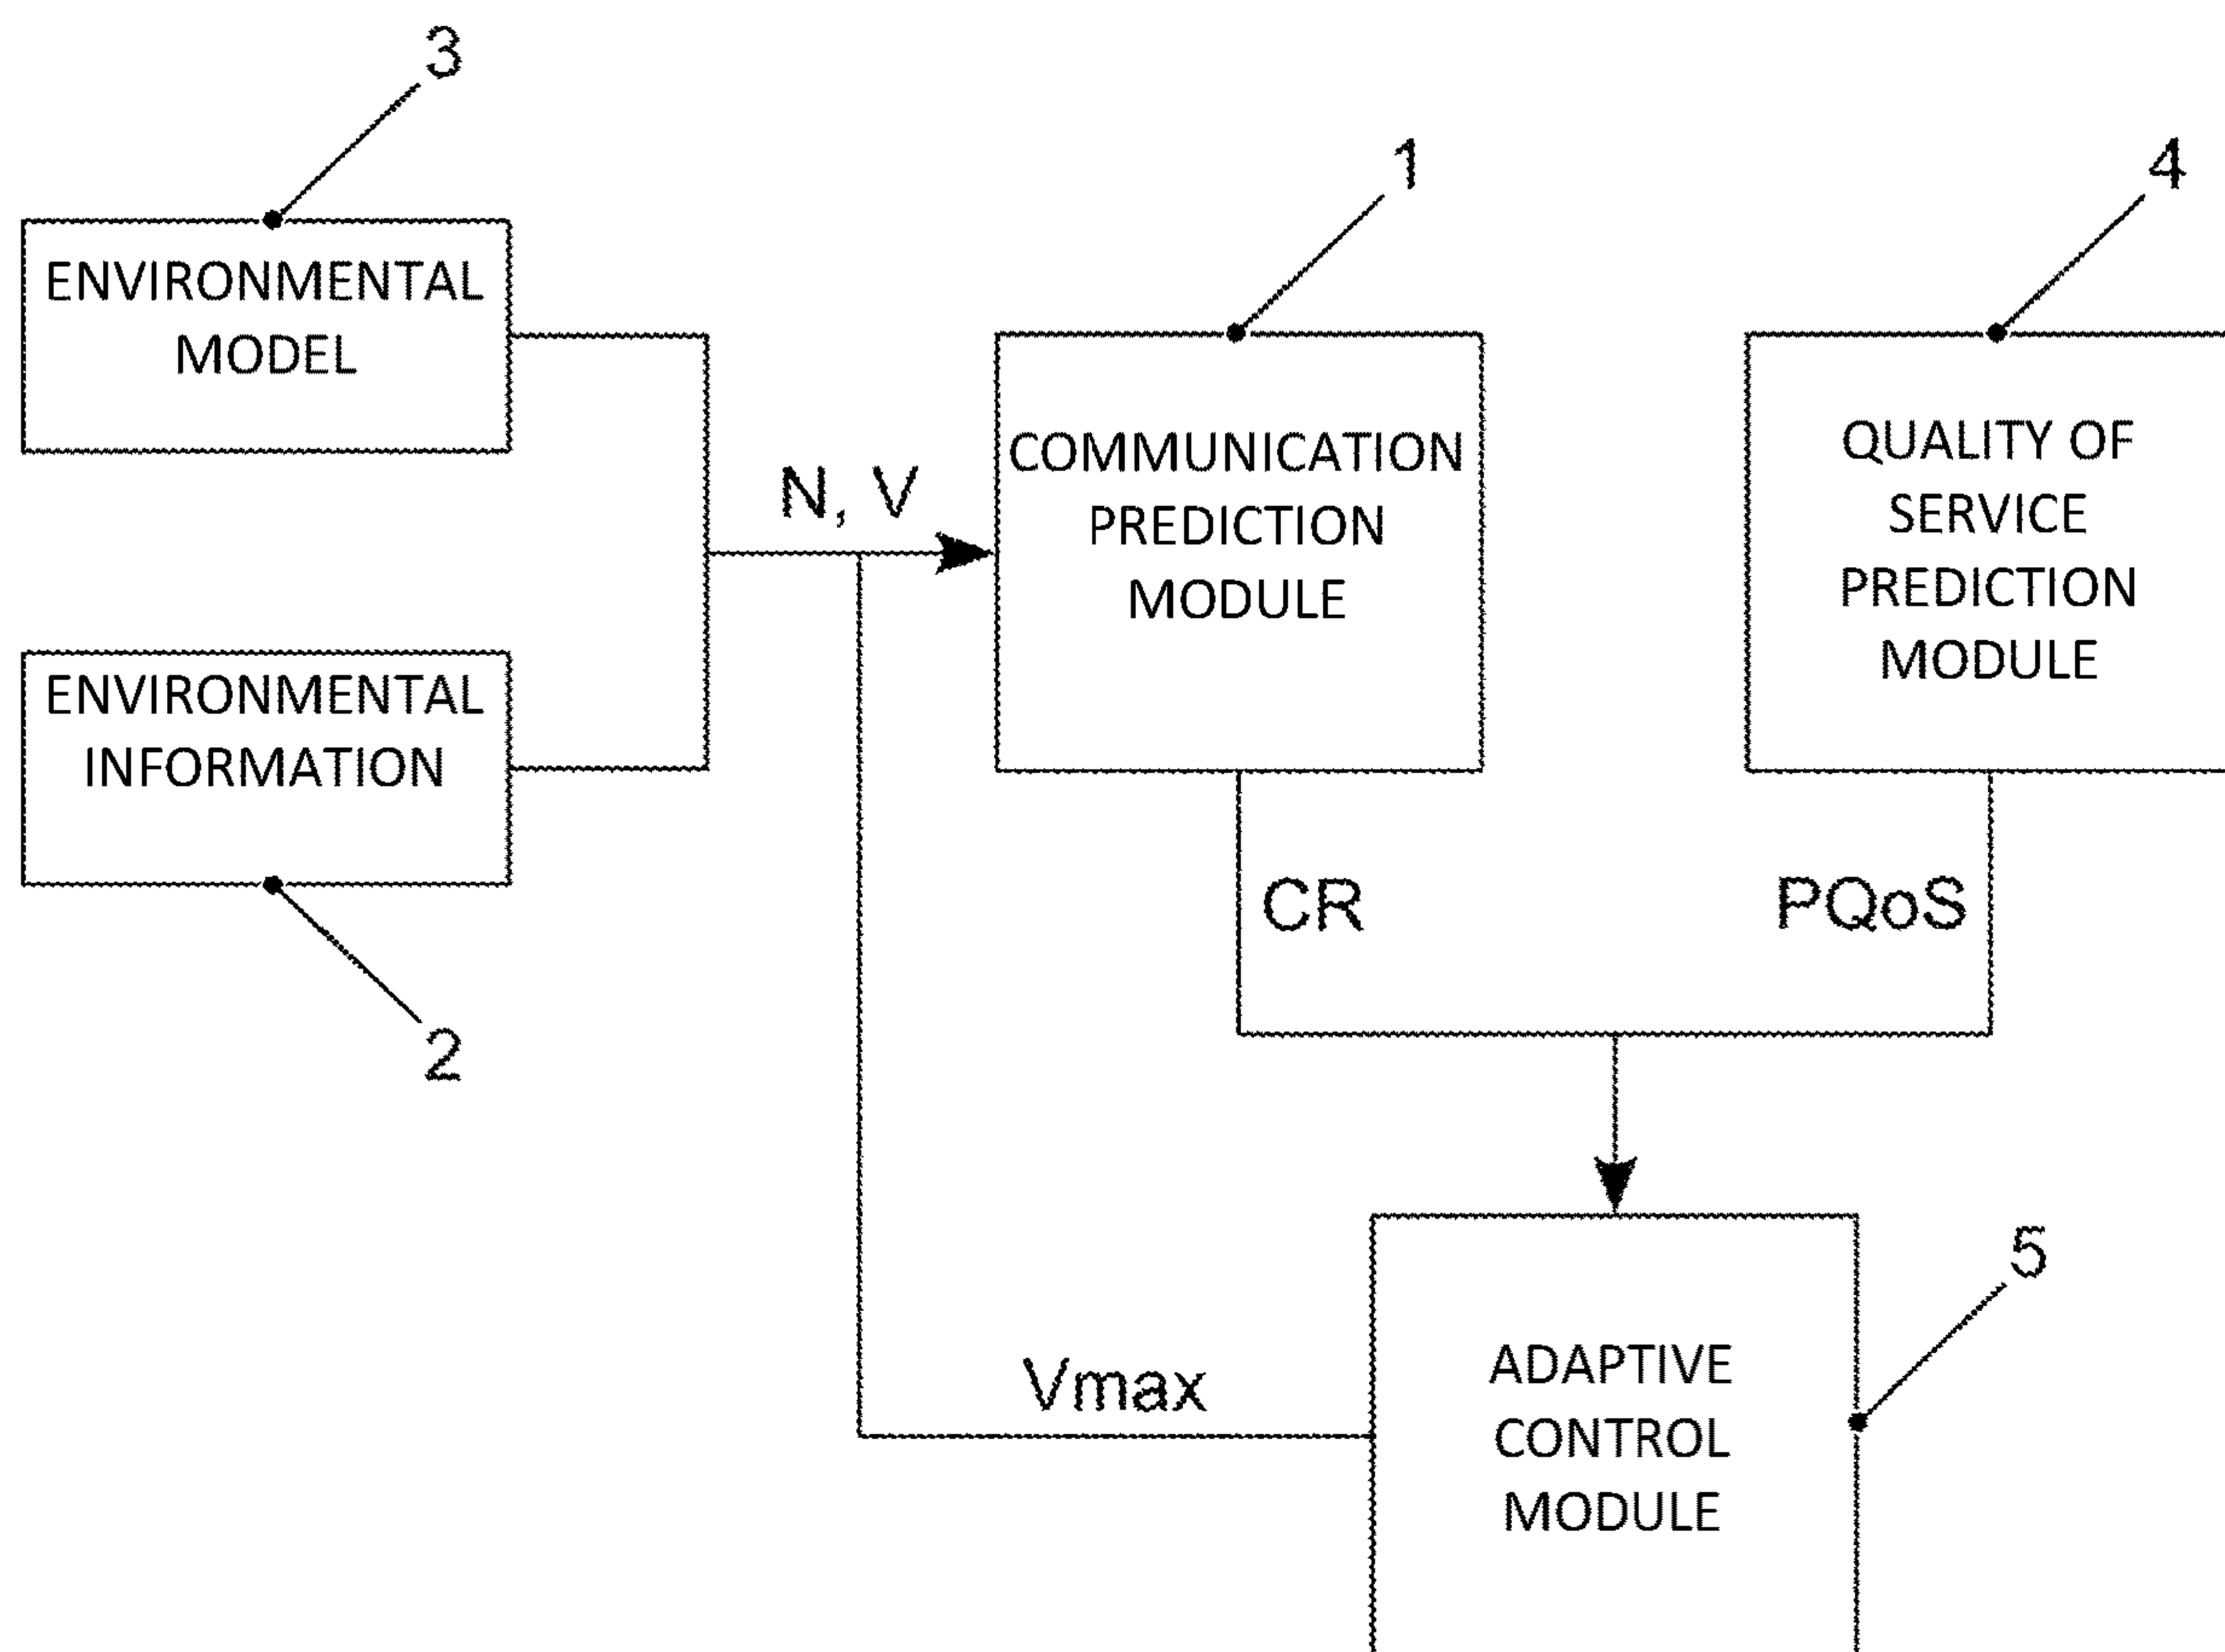 3
1
4
ENVIRONMENTAL
MODEL
N, V
COMMUNICATION
PREDICTION
MODULE
QUALITY OF
SERVICE
PREDICTION
MODULE
ENVIRONMENTAL
INFORMATION
2
CR
PQoS
Vmax
ADAPTIVE
CONTROL
MODULE
5